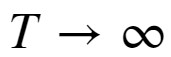 T → ∞